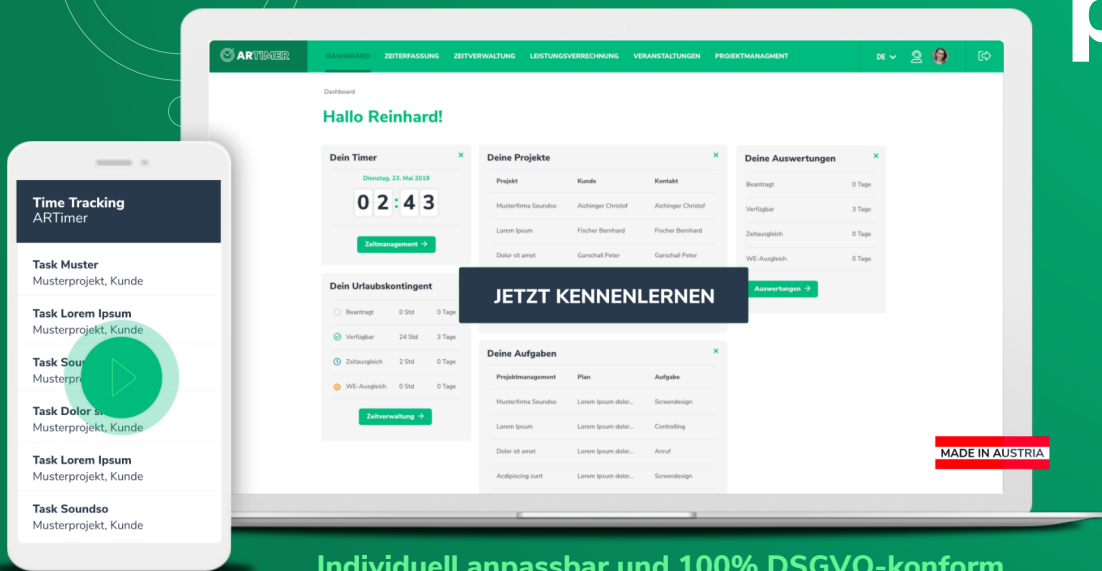 p
ARTIMER
DASHBOARD ZEITERFASSUNG ZEITVERWALTUNG LEISTUNGSVERRECHNUNG VERANSTALTUNGEN PROJEKTMANAGMENT DE
Dashboard
Hallo Reinhard!
Dein Timer
Dienstag, 23. Mai 2019
02:43
Zeitmanagement →
Dein Urlaubskontingent
Beantragt 0 Std 0 Tage
Verfügbar 24 Std 3 Tage
Zeitausgleich 2 Std 0 Tage
WE-Ausgleich 0 Std 0 Tage
Zeitverwaltung →
Deine Projekte
Projekt Kunde Kontakt
Musterfirma Soundso Aichinger Christof Aichinger Christof
Lorem Ipsum Fischer Bernhard Fischer Bernhard
Dolor sit amet Garschall Peter Garschall Peter
JETZT KENNENLERNEN
Deine Aufgaben
Projektmanagement Plan Aufgabe
Musterfirma Soundso Lorem Ipsum dolor... Screendesign
Lorem Ipsum Lorem Ipsum dolor... Controlling
Dolor sit amet Lorem Ipsum dolor... Anruf
Acdipiscing sunt Lorem Ipsum dolor... Screendesign
Deine Auswertungen
Beantragt 0 Tage
Verfügbar 3 Tage
Zeitausgleich 0 Tage
WE-Ausgleich 0 Tage
Auswertungen →
Time Tracking
ARTimer
Task Muster
Musterprojekt, Kunde
Task Lorem Ipsum
Musterprojekt, Kunde
Task Sou
Musterpr
Task Dolor s
Musterprojekt, Kunde
Task Lorem Ipsum
Musterprojekt, Kunde
Task Soundso
Musterprojekt, Kunde
MADE IN AUSTRIA
Individuell anpassbar und 100% DSGVO-konform